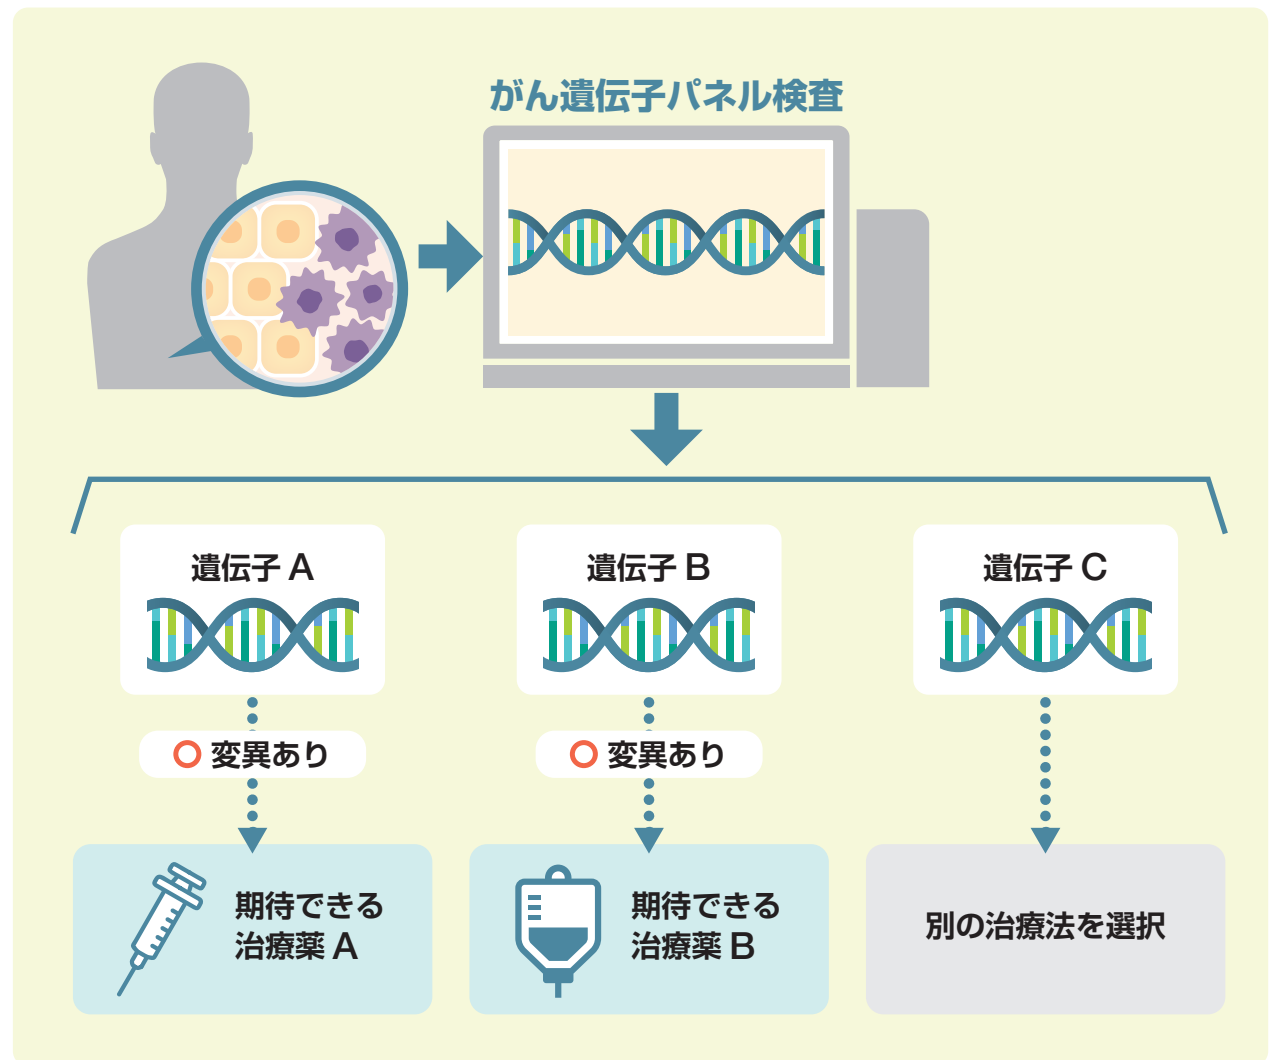 がん遺伝子パネル検査
遺伝子 A
遺伝子 B
遺伝子 C
変異あり
変異あり
期待できる
治療薬 A
期待できる
治療薬 B
別の治療法を選択